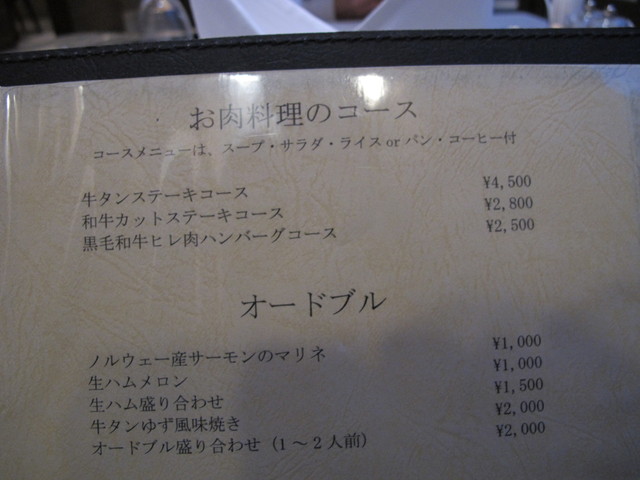 お肉料理のコース
コースメニューは、スープ・サラダ・ライス or パン・コーヒー付
牛タンステーキコース ¥4,500
和牛カットステーキコース ¥2,800
黒毛和牛ヒレ肉ハンバーグコース ¥2,500
オードブル
ノルウェー産サーモンのマリネ ¥1,000
生ハムメロン ¥1,000
生ハム盛り合わせ ¥1,500
牛タンゆず風味焼き ¥2,000
オードブル盛り合わせ（1～2人前） ¥2,000